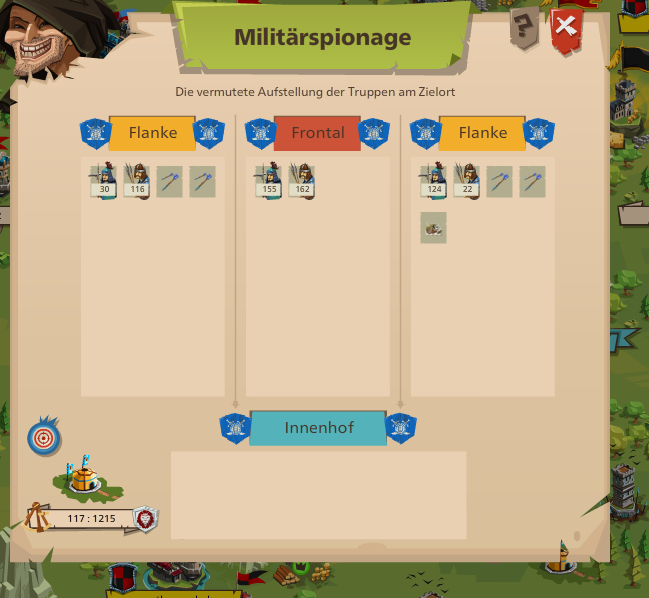 Militärspionage
?
Die vermutete Aufstellung der Truppen am Zielort
Flanke
Frontal
Flanke
30 116
155 162
124 22
Innenhof
117 : 1215